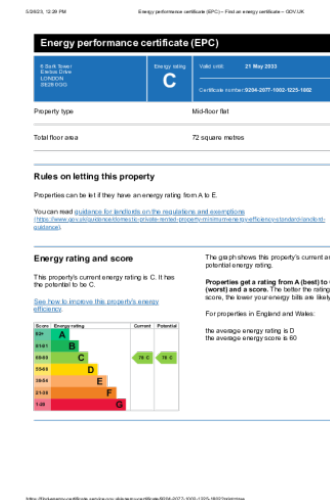 5/30/23, 12:28 PM
Energy performance certificate (EPC) – Find an energy certificate – GOV.UK
Energy performance certificate (EPC)
LONDON
Energy rating
C
Valid until: 21 May 2033
Certificate number:
Property type
Mid-floor flat
Total floor area
72 square metres
Rules on letting this property
Properties can be let if they have an energy rating from A to E.
You can read guidance for landlords on the regulations and exemptions
Energy rating and score
This property's current energy rating is C. It has
the potential to be C.
See how to improve this property's energy
efficiency.
The graph shows this property's current and
potential energy rating.
Properties get a rating from A (best) to
(worst) and a score. The better the rating
score, the lower your energy bills are likely
For properties in England and Wales:
the average energy rating is D
the average energy score is 60
Score Energy rating Current Potential
92+ A
81-91 B
69-80 C
55-68 D
39-54 E
21-38 F
1-20 G